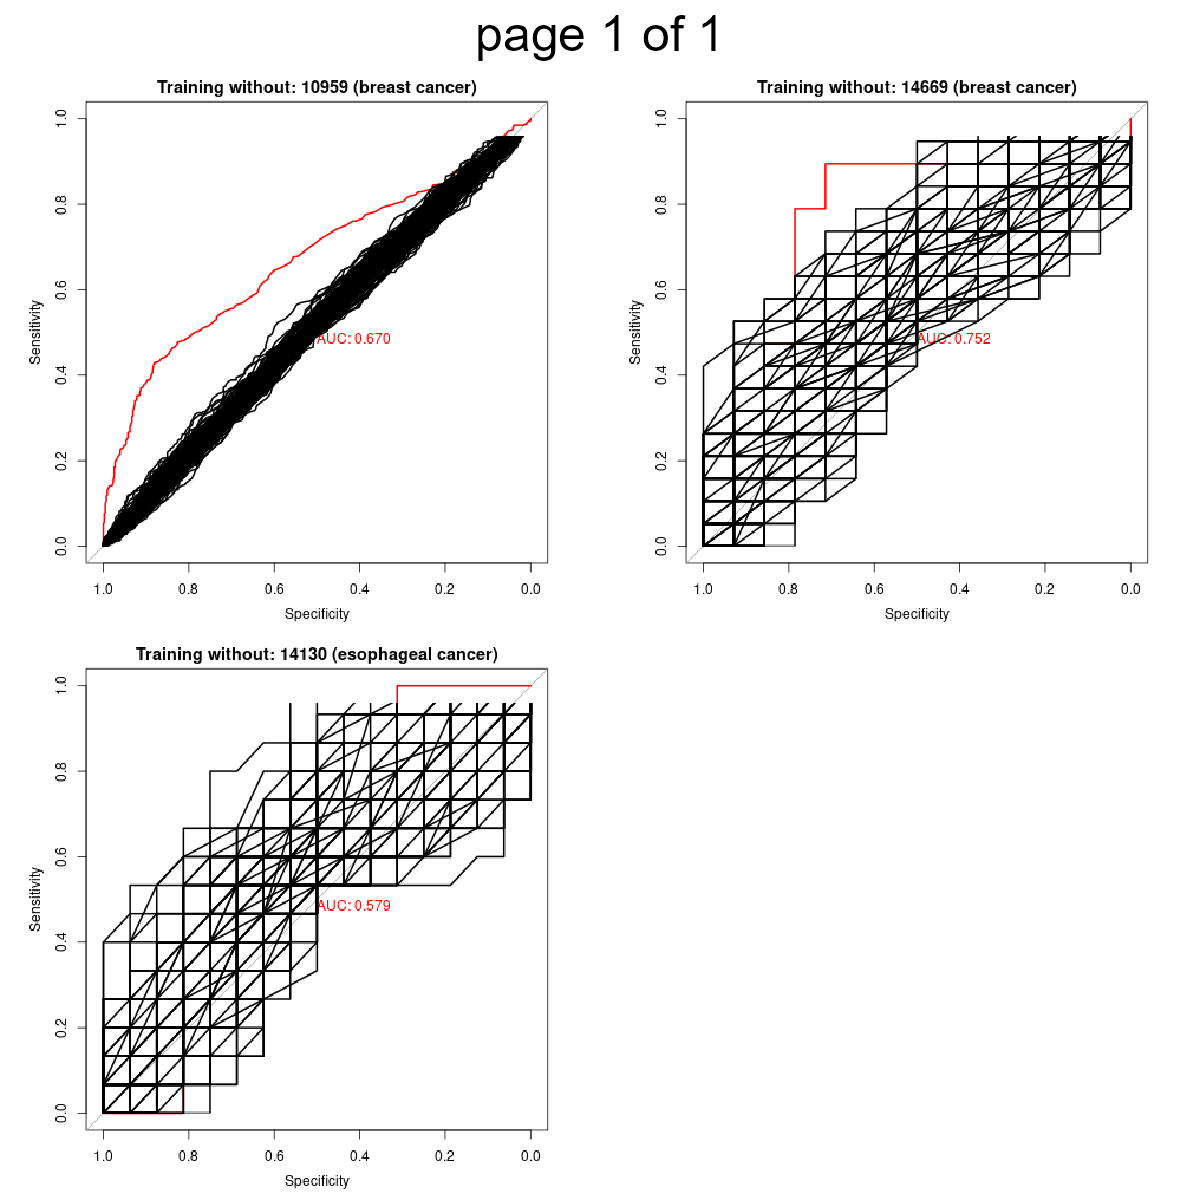 page 1 of 1
Training without: 10959 (breast cancer)
1.0
0.8
0.6
0.4
0.2
0.0
Sensitivity
AUC: 0.670
1.0 0.8 0.6 0.4 0.2 0.0
Specificity
Training without: 14669 (breast cancer)
1.0
0.8
0.6
0.4
0.2
0.0
Sensitivity
AUC: 0.752
1.0 0.8 0.6 0.4 0.2 0.0
Specificity
Training without: 14130 (esophageal cancer)
1.0
0.8
0.6
0.4
0.2
0.0
Sensitivity
AUC: 0.579
1.0 0.8 0.6 0.4 0.2 0.0
Specificity